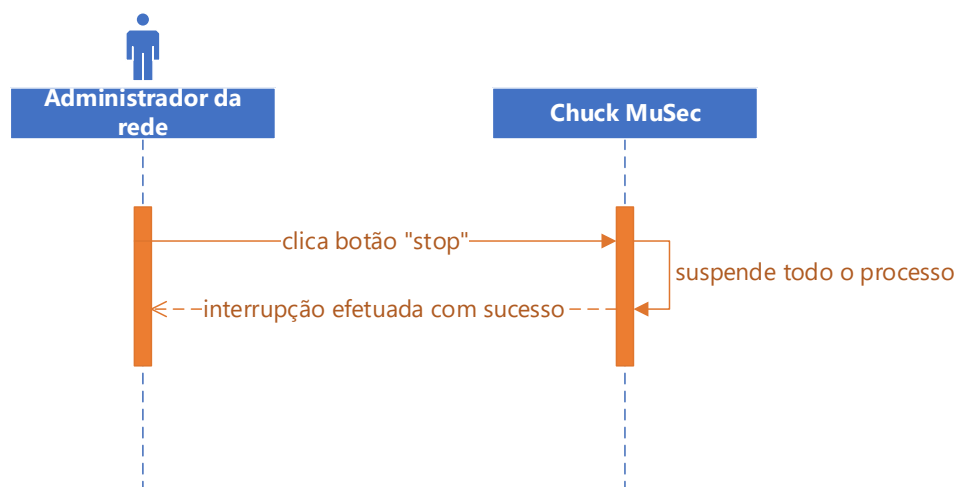 Administrador da
rede
Chuck MuSec
clica botão "stop"
suspende todo o processo
interrupção efetuada com sucesso